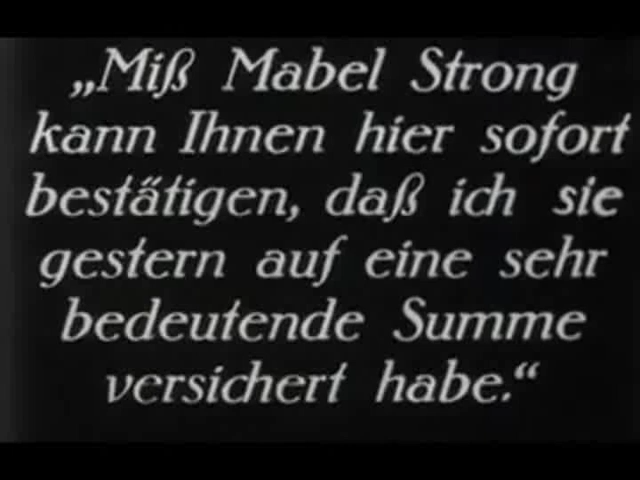 „Miß Mabel Strong
kann Ihnen hier sofort
bestätigen, daß ich sie
gestern auf eine sehr
bedeutende Summe
versichert habe.“